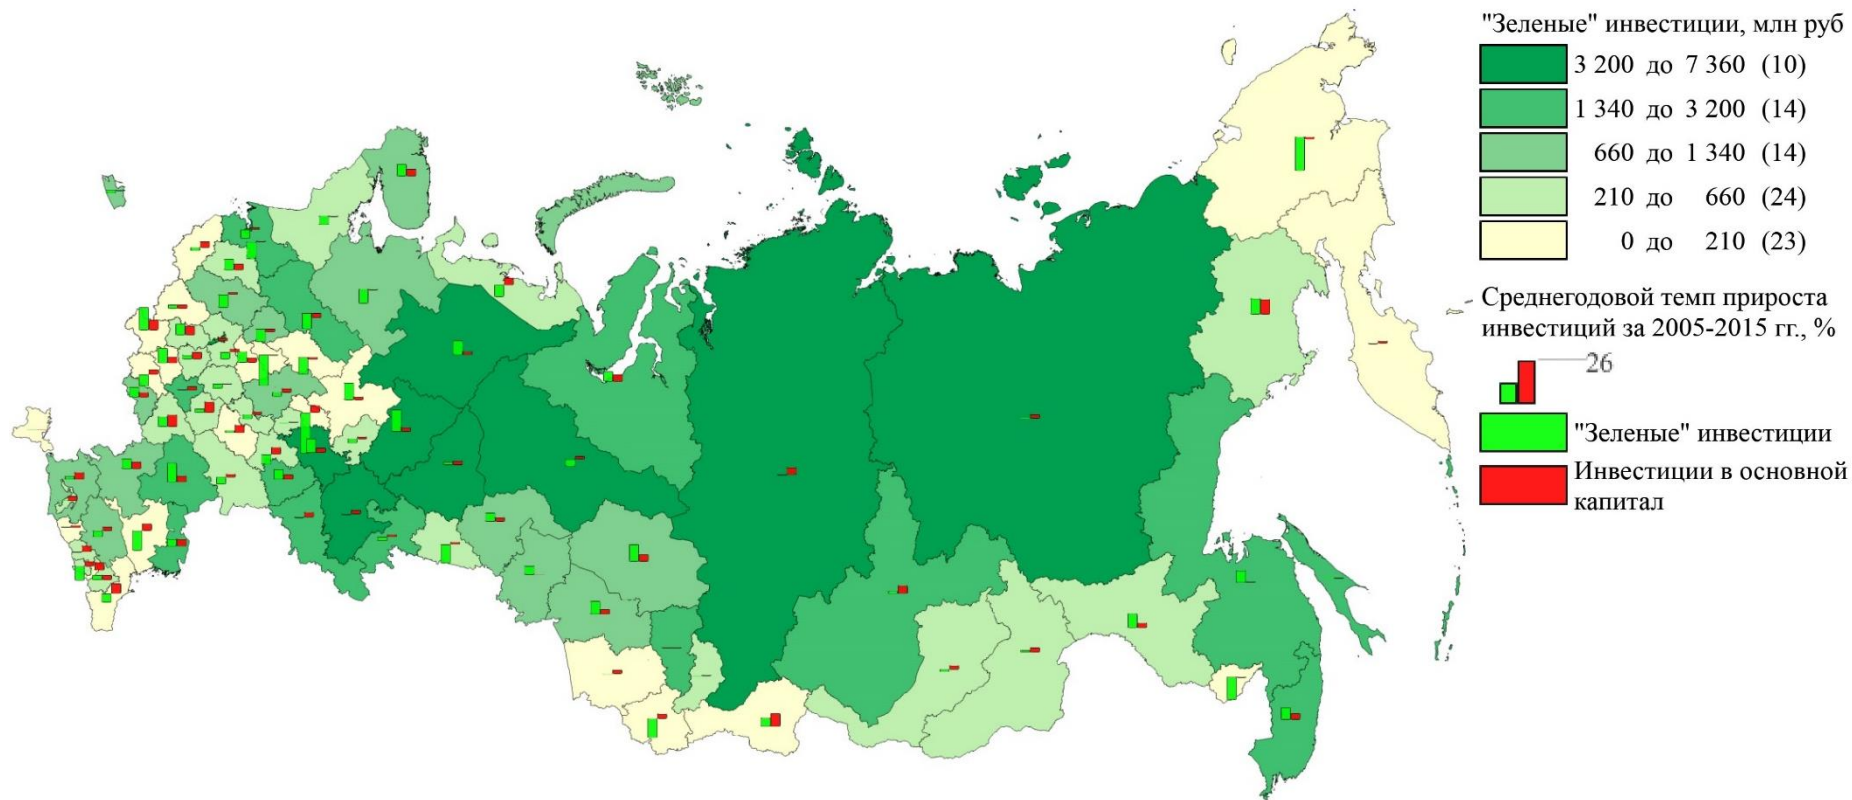 "Зеленые" инвестиции, млн руб
3 200 до 7 360 (10)
1 340 до 3 200 (14)
660 до 1 340 (14)
210 до 660 (24)
0 до 210 (23)
Среднегодовой темп прироста
инвестиций за 2005-2015 гг., %
26
"Зеленые" инвестиции
Инвестиции в основной
капитал